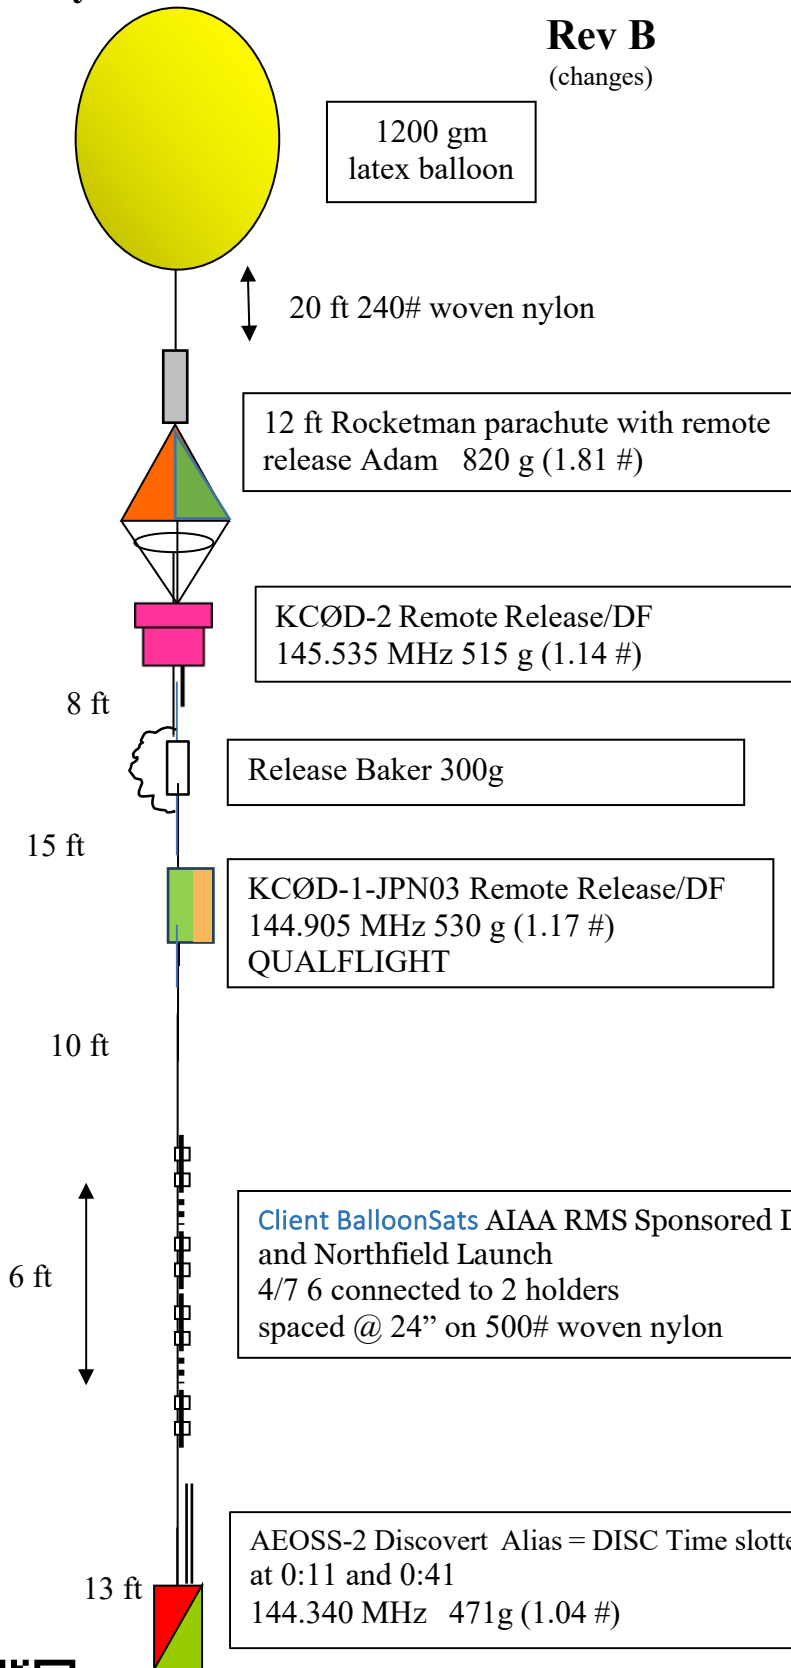 Rev B
(changes)
1200 gm
latex balloon
20 ft 240# woven nylon
12 ft Rocketman parachute with remote
release Adam 820 g (1.81 #)
KCØD-2 Remote Release/DF
145.535 MHz 515 g (1.14 #)
8 ft
Release Baker 300g
15 ft
KCØD-1-JPN03 Remote Release/DF
144.905 MHz 530 g (1.17 #)
QUALFLIGHT
10 ft
Client BalloonSats AIAA RMS Sponsored
and Northfield Launch
4/7 6 connected to 2 holders
spaced @ 24” on 500# woven nylon
6 ft
AEOSS-2 Discovert Alias = DISC Time slotte
at 0:11 and 0:41
144.340 MHz 471g (1.04 #)
13 ft